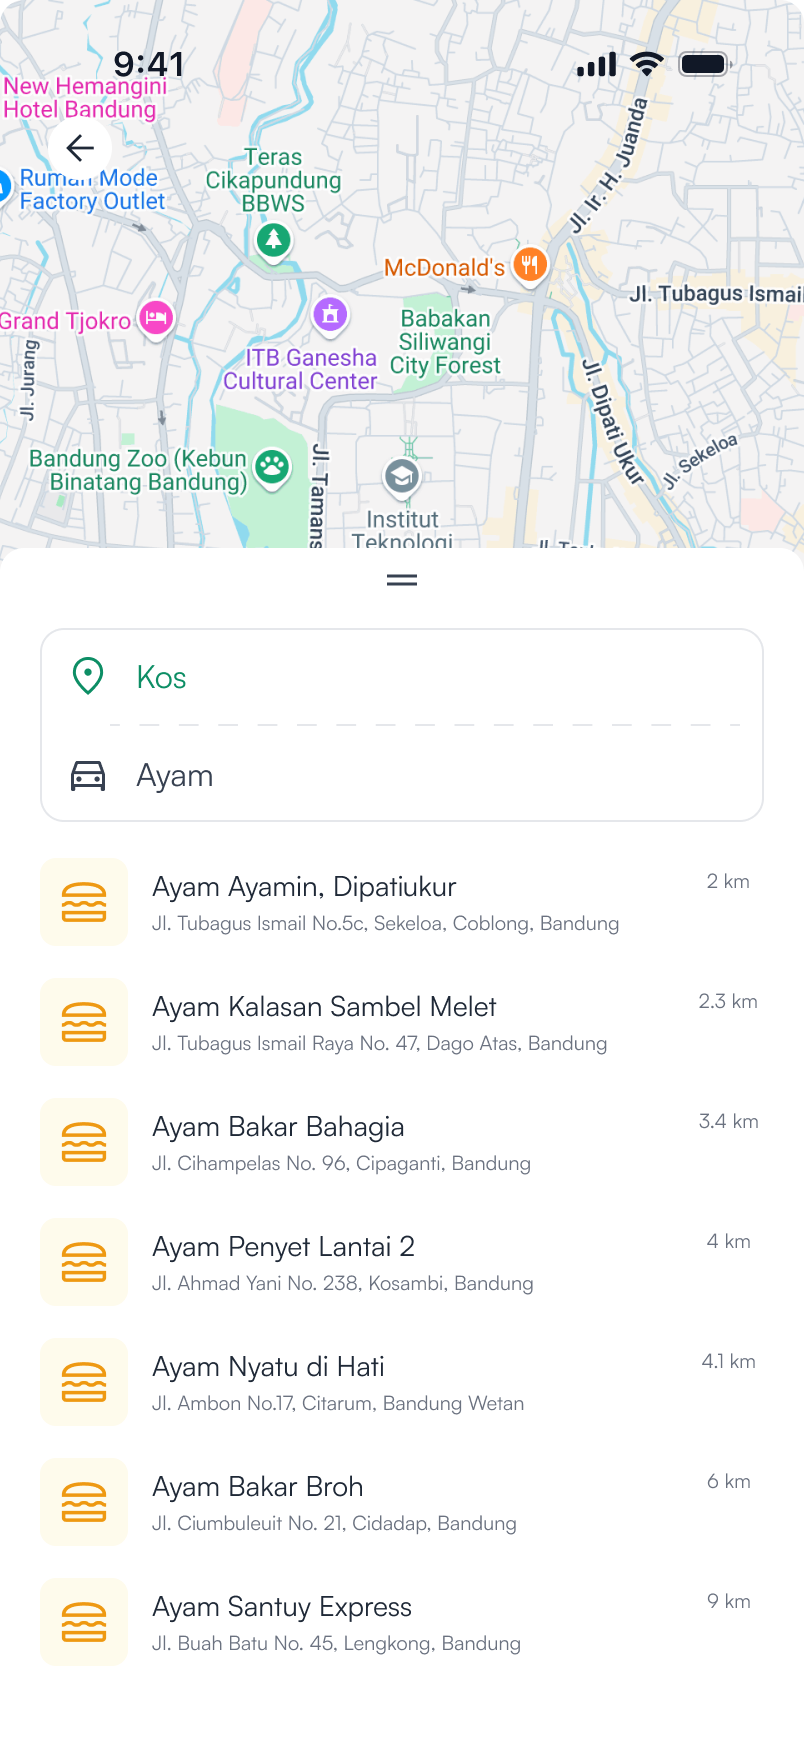 9:41
New Hemangini
Hotel Bandung
Rumah Mode
Factory Outlet
Teras
Cikapundung
BBWS
Jl. Ir. H. Juanda
McDonald's
Jl. Tubagus Ismail
Grand Tjokro
Babakan
Siliwangi
City Forest
ITB Ganesha
Cultural Center
Jl. Jurang
Jl. Dipati Ukur
Jl. Sekeloa
Bandung Zoo (Kebun
Binatang Bandung)
Jl. Tamans
Institut
Teknologi
Kos
Ayam
Ayam Ayamin, Dipatiukur
2 km
Jl. Tubagus Ismail No.5c, Sekeloa, Coblong, Bandung
Ayam Kalasan Sambel Melet
2.3 km
Jl. Tubagus Ismail Raya No. 47, Dago Atas, Bandung
Ayam Bakar Bahagia
3.4 km
Jl. Cihampelas No. 96, Cipaganti, Bandung
Ayam Penyet Lantai 2
4 km
Jl. Ahmad Yani No. 238, Kosambi, Bandung
Ayam Nyatu di Hati
4.1 km
Jl. Ambon No.17, Citarum, Bandung Wetan
Ayam Bakar Broh
6 km
Jl. Ciumbuleuit No. 21, Cidadap, Bandung
Ayam Santuy Express
9 km
Jl. Buah Batu No. 45, Lengkong, Bandung